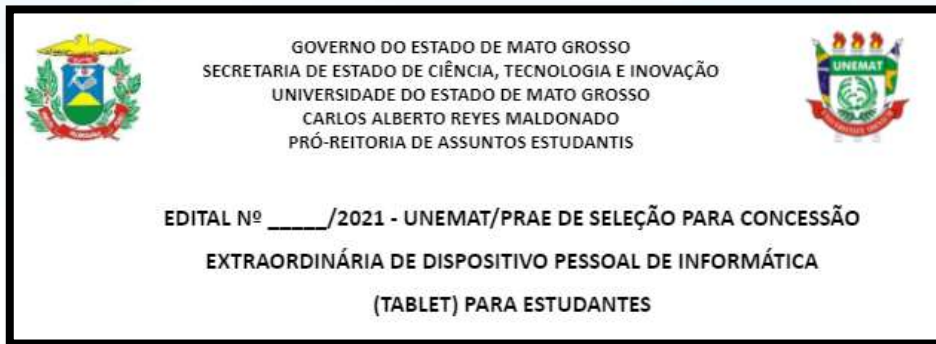 GOVERNO DO ESTADO DE MATO GROSSO
SECRETARIA DE ESTADO DE CIÊNCIA, TECNOLOGIA E INOVAÇÃO
UNIVERSIDADE DO ESTADO DE MATO GROSSO
CARLOS ALBERTO REYES MALDONADO
PRÓ-REITORIA DE ASSUNTOS ESTUDANTIS
UNEMAT
EDITAL Nº _____/2021 - UNEMAT/PRAE DE SELEÇÃO PARA CONCESSÃO
EXTRAORDINÁRIA DE DISPOSITIVO PESSOAL DE INFORMÁTICA
(TABLET) PARA ESTUDANTES